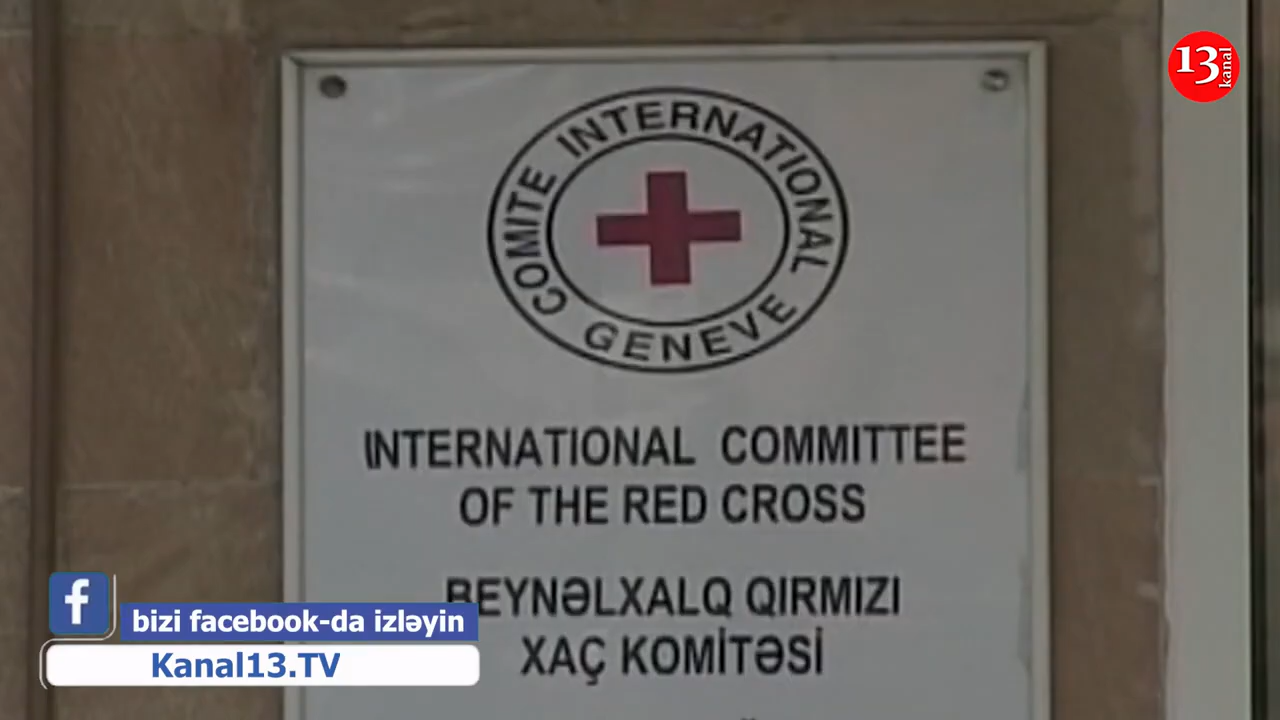 13 kanal
COMITE INTERNATIONAL GENEVE
INTERNATIONAL COMMITTEE
OF THE RED CROSS
BEYNƏLXALQ QIRMIZI
XAÇ KOMİTƏSİ
f
bizi facebook-da izləyin
Kanal13.TV